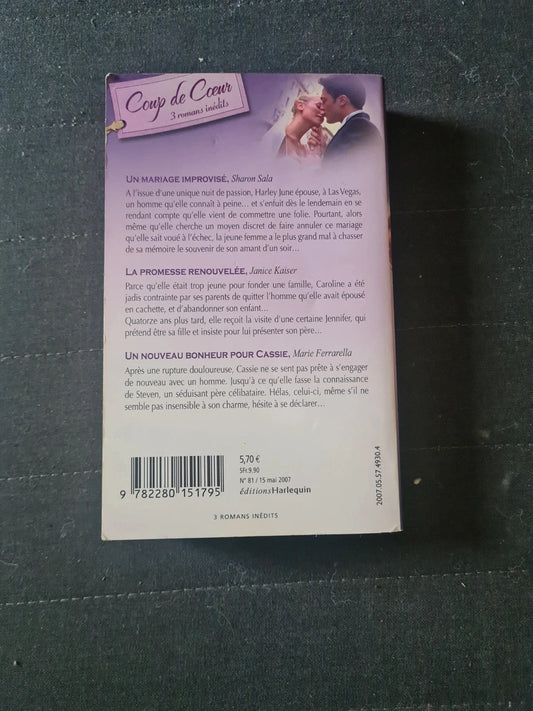 Coup de Cœur
3 romans inédits
UN MARIAGE IMPROVISÉ, Sharon Sala
A l'issue d'une unique nuit de passion, Harley June épouse, à Las Vegas,
un homme qu'elle connaît à peine... et s'enfuit dès le lendemain en se
rendant compte qu'elle vient de commettre une folie. Pourtant, alors
même qu'elle cherche un moyen discret de faire annuler ce mariage
qu'elle sait voué à l'échec, la jeune femme a le plus grand mal à chasser
de sa mémoire le souvenir de son amant d'un soir...
LA PROMESSE RENOUVELÉE, Janice Kaiser
Parce qu'elle était trop jeune pour fonder une famille, Caroline a été
jadis contrainte par ses parents de quitter l'homme qu'elle avait épousé
en cachette, et d'abandonner son enfant...
Quatorze ans plus tard, elle reçoit la visite d'une certaine Jennifer, qui
prétend être sa fille et insiste pour lui présenter son père...
UN NOUVEAU BONHEUR POUR CASSIE, Marie Ferrarella
Après une rupture douloureuse, Cassie ne se sent pas prête à s'engager
de nouveau avec un homme. Jusqu'à ce qu'elle fasse la connaissance
de Steven, un séduisant père célibataire. Hélas, celui-ci, même s'il ne
semble pas insensible à son charme, hésite à se déclarer...
5,70 €
SFr.9.90
N° 81 / 15 mai 2007
éditionsHarlequin
9 782280 151795
2007.05.57.4930.4
3 ROMANS INÉDITS